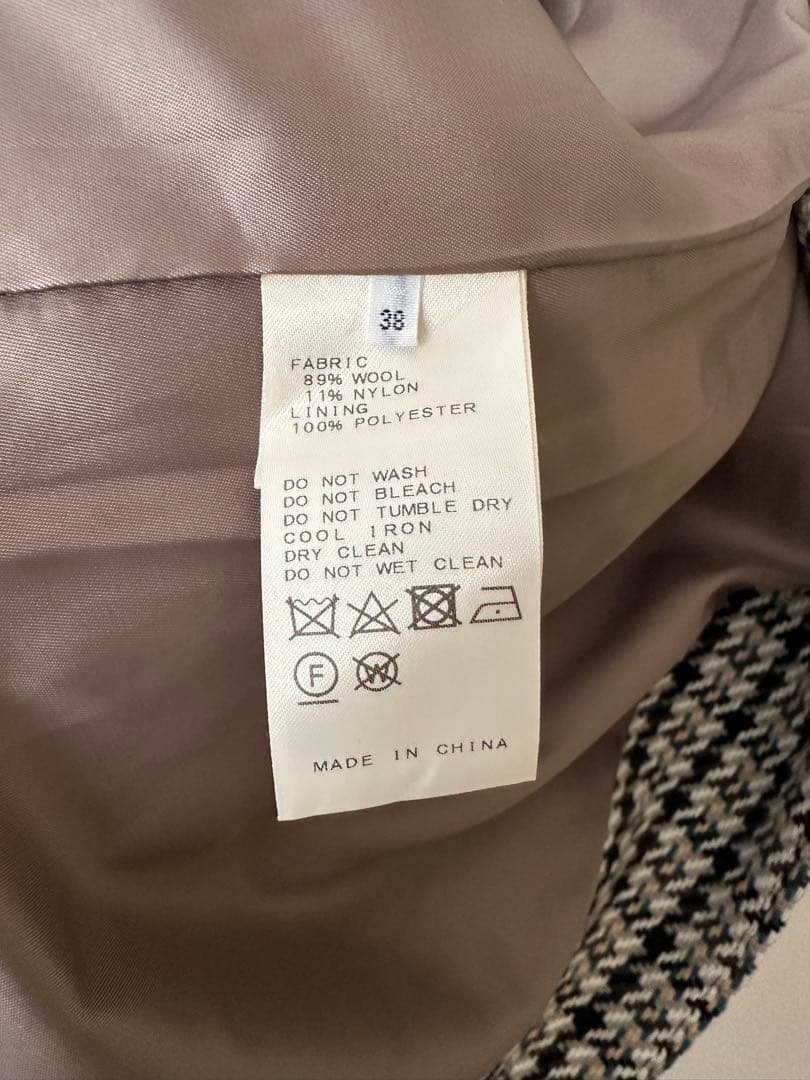 38
FABRIC
89% WOOL
11% NYLON
LINING
100% POLYESTER
DO NOT WASH
DO NOT BLEACH
DO NOT TUMBLE DRY
COOL IRON
DRY CLEAN
DO NOT WET CLEAN
F W
MADE IN CHINA